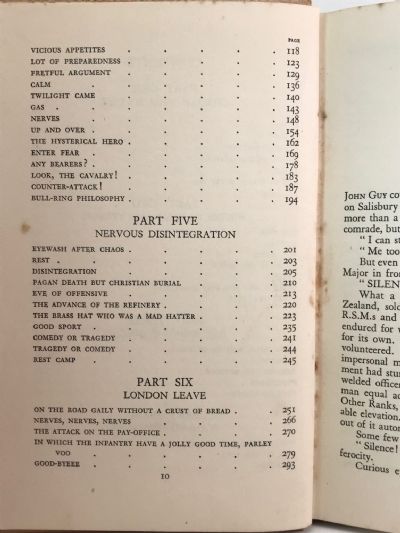 PAGE
VICIOUS APPETITES . . . . . 118
LOT OF PREPAREDNESS . . . . . 123
FRETFUL ARGUMENT . . . . . 129
CALM . . . . . . 136
TWILIGHT CAME . . . . . 140
GAS . . . . . . 143
NERVES . . . . . . 148
UP AND OVER . . . . . . 154
THE HYSTERICAL HERO . . . . . 162
ENTER FEAR . . . . . . 169
ANY BEARERS? . . . . . . 178
LOOK, THE CAVALRY! . . . . . 183
COUNTER-ATTACK! . . . . . 187
BULL-RING PHILOSOPHY . . . . . 194
PART FIVE
NERVOUS DISINTEGRATION
EYEWASH AFTER CHAOS . . . . . 201
REST . . . . . . 203
DISINTEGRATION . . . . . 205
PAGAN DEATH BUT CHRISTIAN BURIAL . . . . 210
EVE OF OFFENSIVE . . . . . 213
THE ADVANCE OF THE REFINERY . . . . 220
THE BRASS HAT WHO WAS A MAD HATTER . . . 223
GOOD SPORT . . . . . . 235
COMEDY OR TRAGEDY . . . . . 241
TRAGEDY OR COMEDY . . . . . 244
REST CAMP . . . . . . 245
PART SIX
LONDON LEAVE
ON THE ROAD GAILY WITHOUT A CRUST OF BREAD . . . 251
NERVES, NERVES, NERVES . . . . . 266
THE ATTACK ON THE PAY-OFFICE . . . . 270
IN WHICH THE INFANTRY HAVE A JOLLY GOOD TIME, PARLEY
VOO . . . . . . 279
GOOD-BYEEE . . . . . . 293
10
JOHN GUY
on Salisbury
more than a
comrade, but
"I can st
"Me too
But even
Major in fron
"SILEN
What a
Zealand, sold
R.S.M.s and
endured for
for its own.
volunteered.
impersonal m
ment had stu
welded office
man equal a
Other Ranks,
able elevation.
out of it autom
Some few
"Silence!
ferocity.
Curious e